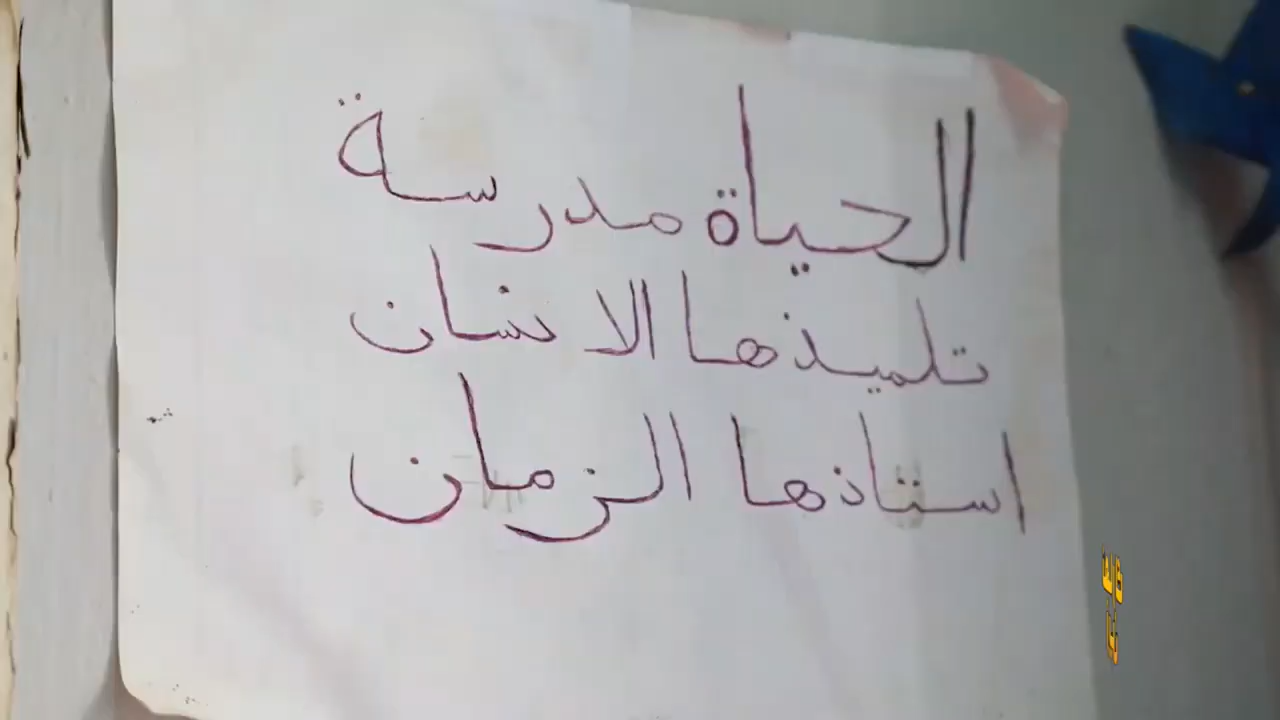 الحياة مدرسة
تلميذها الانسان
استاذها الزمان